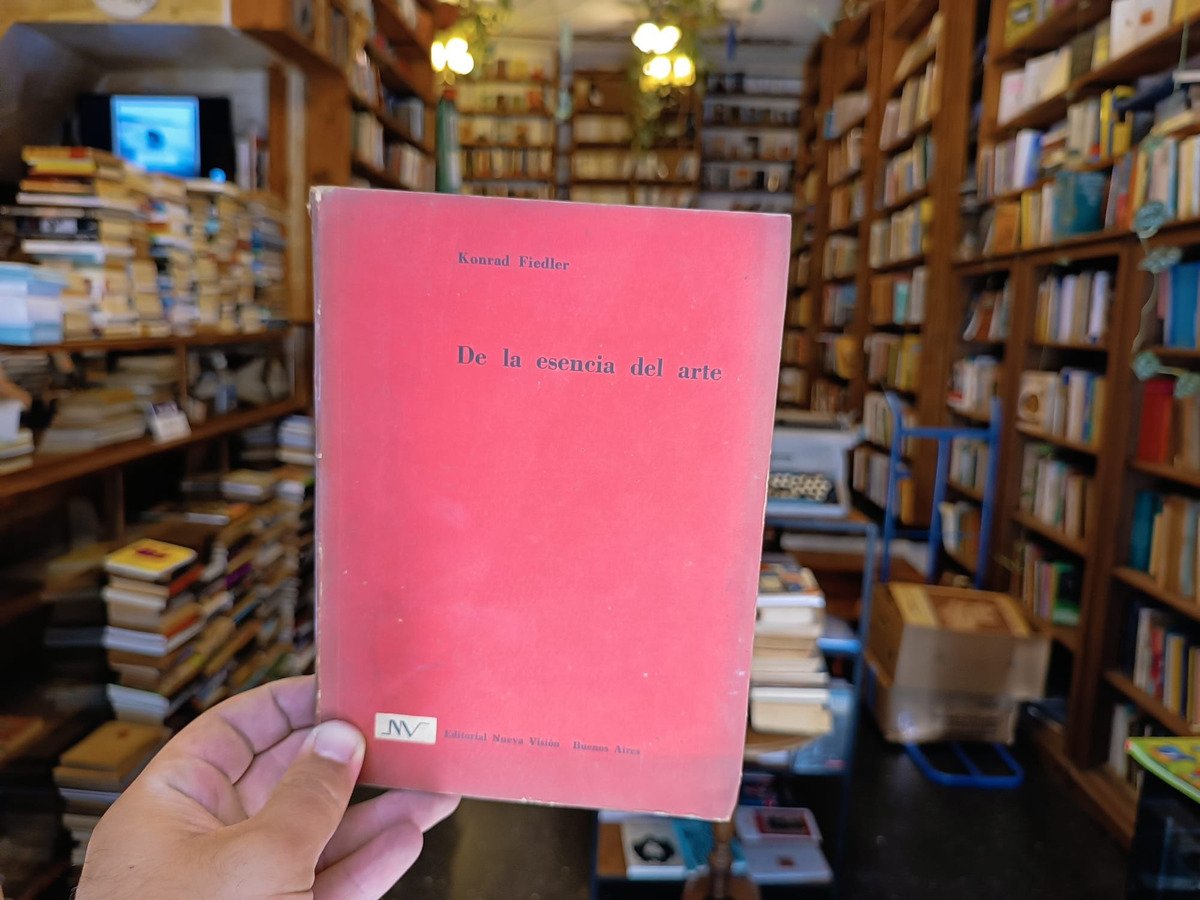 Konrad Fiedler
De la esencia del arte
NV
Editorial Nueva Visión Buenos Aires